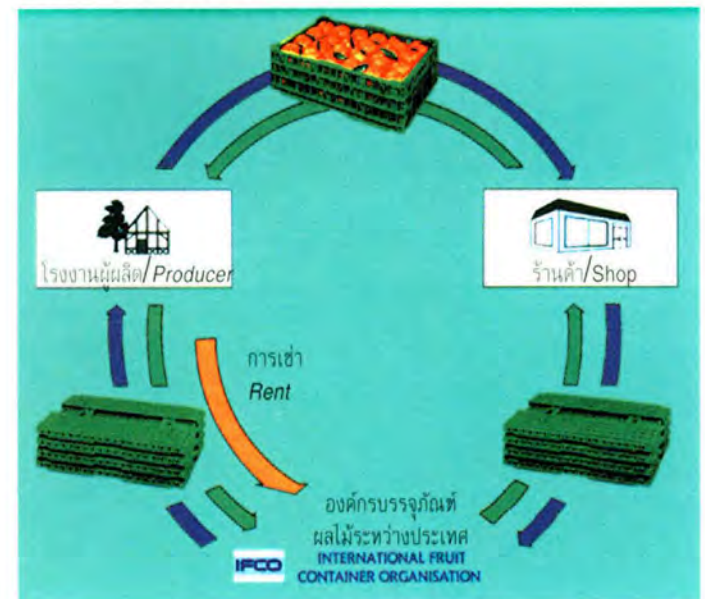 โรงงานผู้ผลิต/Producer
ร้านค้า/Shop
การเช่า
Rent
องค์กรบรรจุภัณฑ์
ผลไม้ระหว่างประเทศ
IFCO
INTERNATIONAL FRUIT
CONTAINER ORGANISATION